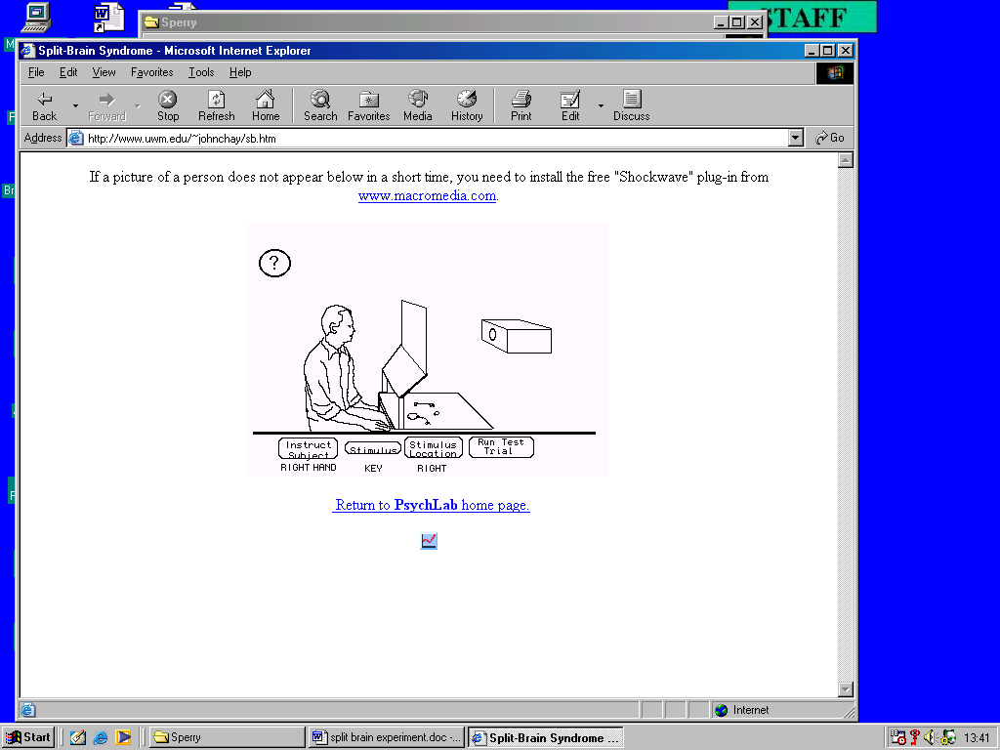 Sperry
STAFF
Split-Brain Syndrome - Microsoft Internet Explorer
File Edit View Favorites Tools Help
Back Forward Stop Refresh Home Search Favorites Media History Print Edit Discuss
Address http://www.uwm.edu/~johnchay/sb.htm Go
If a picture of a person does not appear below in a short time, you need to install the free "Shockwave" plug-in from
www.macromedia.com.
?
Instruct
Subject
Stimulus
Stimulus
Location
Run Test
Trial
RIGHT HAND KEY RIGHT
Return to PsychLab home page.
Internet
Start Sperry split brain experiment.doc -... Split-Brain Syndrome ... 13:41